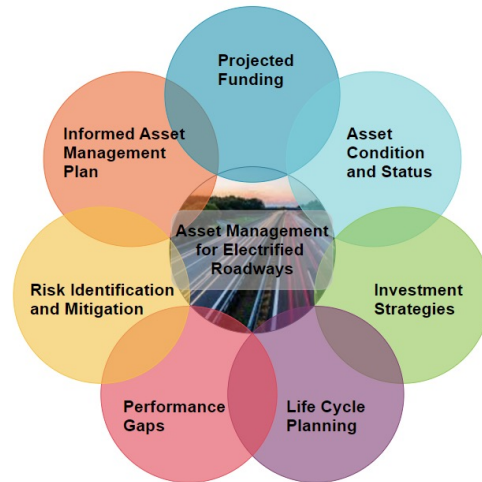 Projected
Funding
Asset
Condition
and Status
Investment
Strategies
Life Cycle
Planning
Performance
Gaps
Risk Identification
and Mitigation
Informed Asset
Management
Plan
Asset Management
for Electrified
Roadways